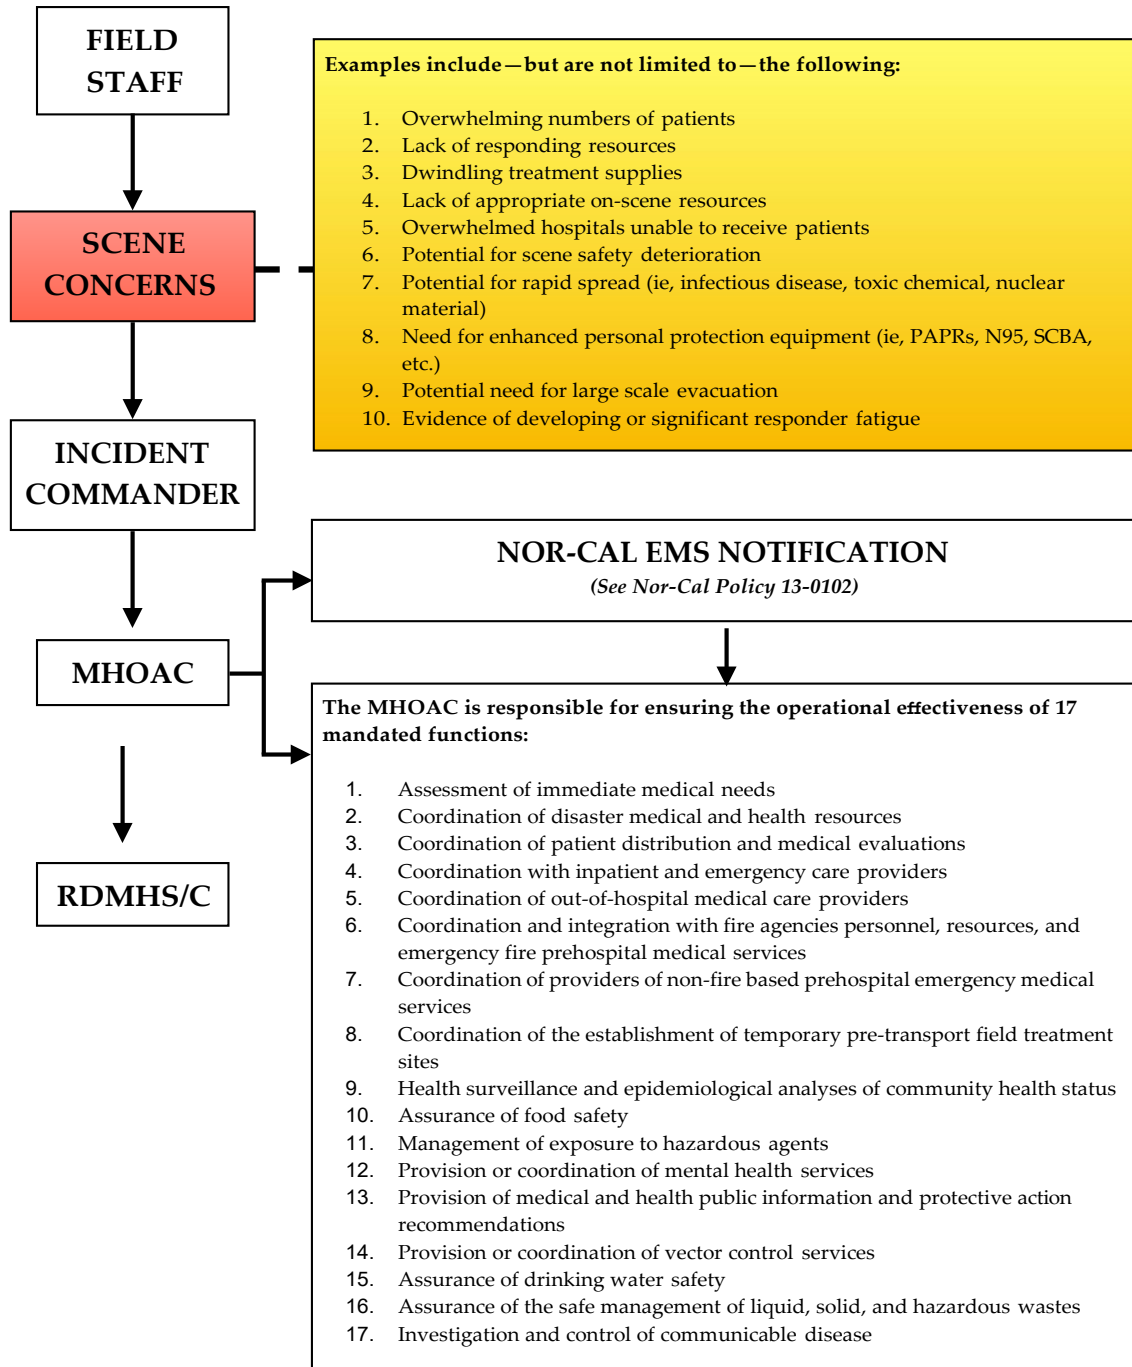 FIELD
STAFF
Examples include—but are not limited to—the following:
1. Overwhelming numbers of patients
2. Lack of responding resources
3. Dwindling treatment supplies
4. Lack of appropriate on-scene resources
5. Overwhelmed hospitals unable to receive patients
6. Potential for scene safety deterioration
7. Potential for rapid spread (ie, infectious disease, toxic chemical, nuclear
material)
8. Need for enhanced personal protection equipment (ie, PAPRs, N95, SCBA,
etc.)
9. Potential need for large scale evacuation
10. Evidence of developing or significant responder fatigue
SCENE
CONCERNS
INCIDENT
COMMANDER
NOR-CAL EMS NOTIFICATION
(See Nor-Cal Policy 13-0102)
MHOAC
The MHOAC is responsible for ensuring the operational effectiveness of 17
mandated functions:
1. Assessment of immediate medical needs
2. Coordination of disaster medical and health resources
3. Coordination of patient distribution and medical evaluations
4. Coordination with inpatient and emergency care providers
5. Coordination of out-of-hospital medical care providers
6. Coordination and integration with fire agencies personnel, resources, and
emergency fire prehospital medical services
7. Coordination of providers of non-fire based prehospital emergency medical
services
8. Coordination of the establishment of temporary pre-transport field treatment
sites
9. Health surveillance and epidemiological analyses of community health status
10. Assurance of food safety
11. Management of exposure to hazardous agents
12. Provision or coordination of mental health services
13. Provision of medical and health public information and protective action
recommendations
14. Provision or coordination of vector control services
15. Assurance of drinking water safety
16. Assurance of the safe management of liquid, solid, and hazardous wastes
17. Investigation and control of communicable disease
RDMHS/C